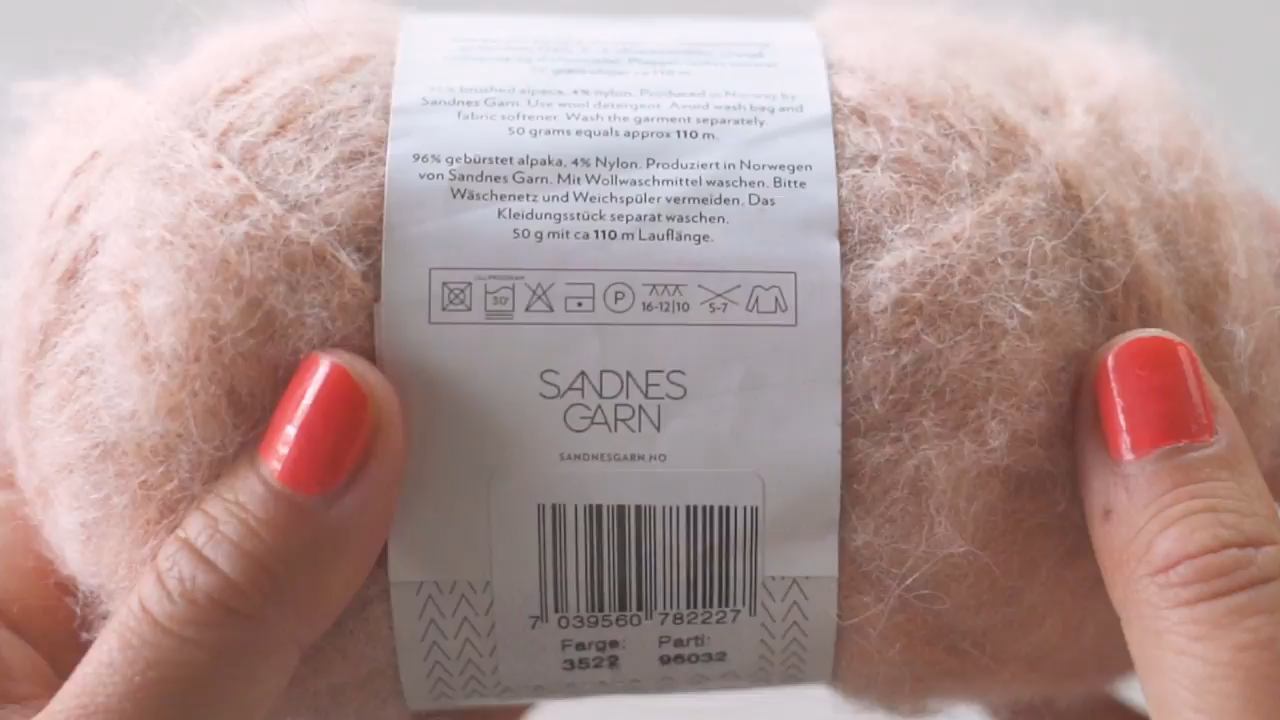 brushed alpaca, 4% nylon. Produced in Norway by
Sandnes Garn. Use wool detergent. Avoid wash bag and
fabric softener. Wash the garment separately.
50 grams equals approx 110 m.
96% gebürstet alpaka, 4% Nylon. Produziert in Norwegen
von Sandnes Garn. Mit Wollwaschmittel waschen. Bitte
Wäschenetz und Weichspüler vermeiden. Das
Kleidungsstück separat waschen.
50 g mit ca 110 m Lauflänge.
30° P 16-12|10 5-7
SANDNES
GARN
SANDNESGARN.NO
7 039560 782227
Farge: Parti:
3522 96032